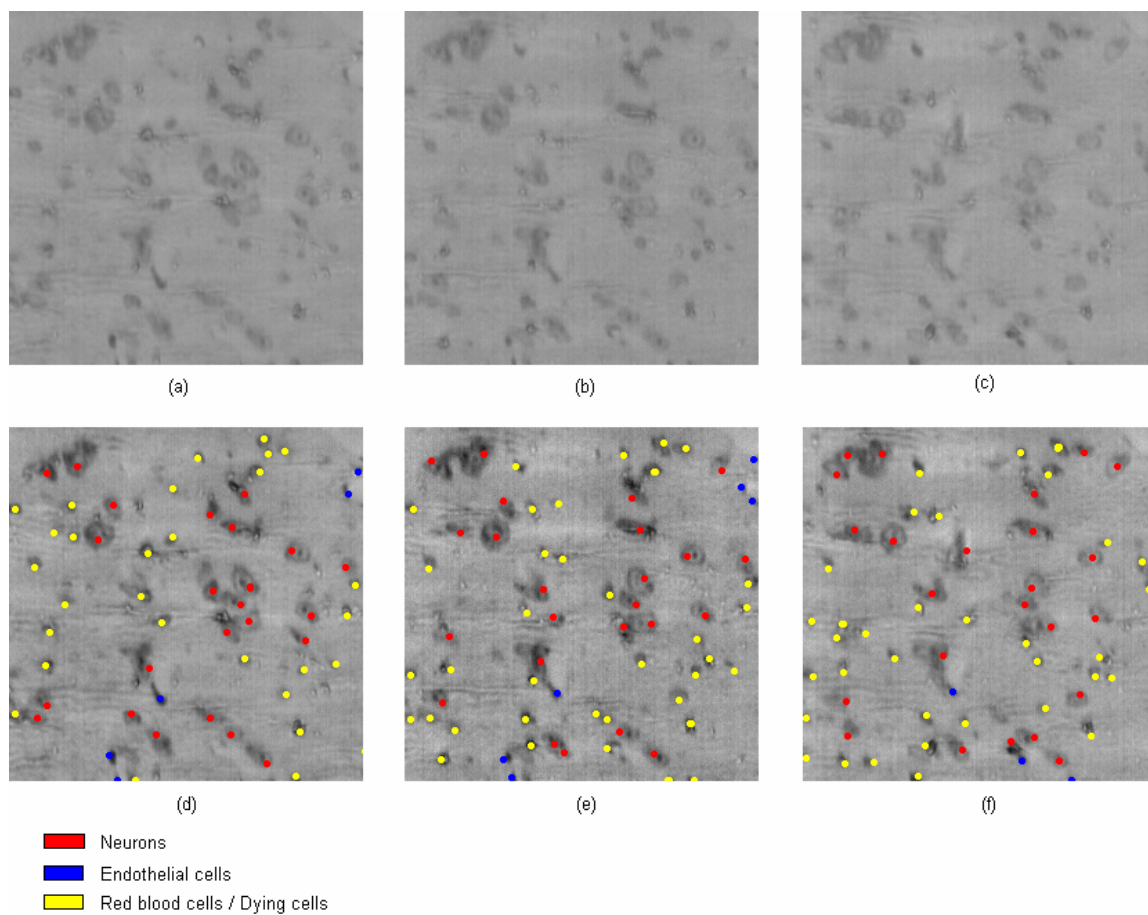 (a)
(b)
(c)
(d)
(e)
(f)
Neurons
Endothelial cells
Red blood cells / Dying cells